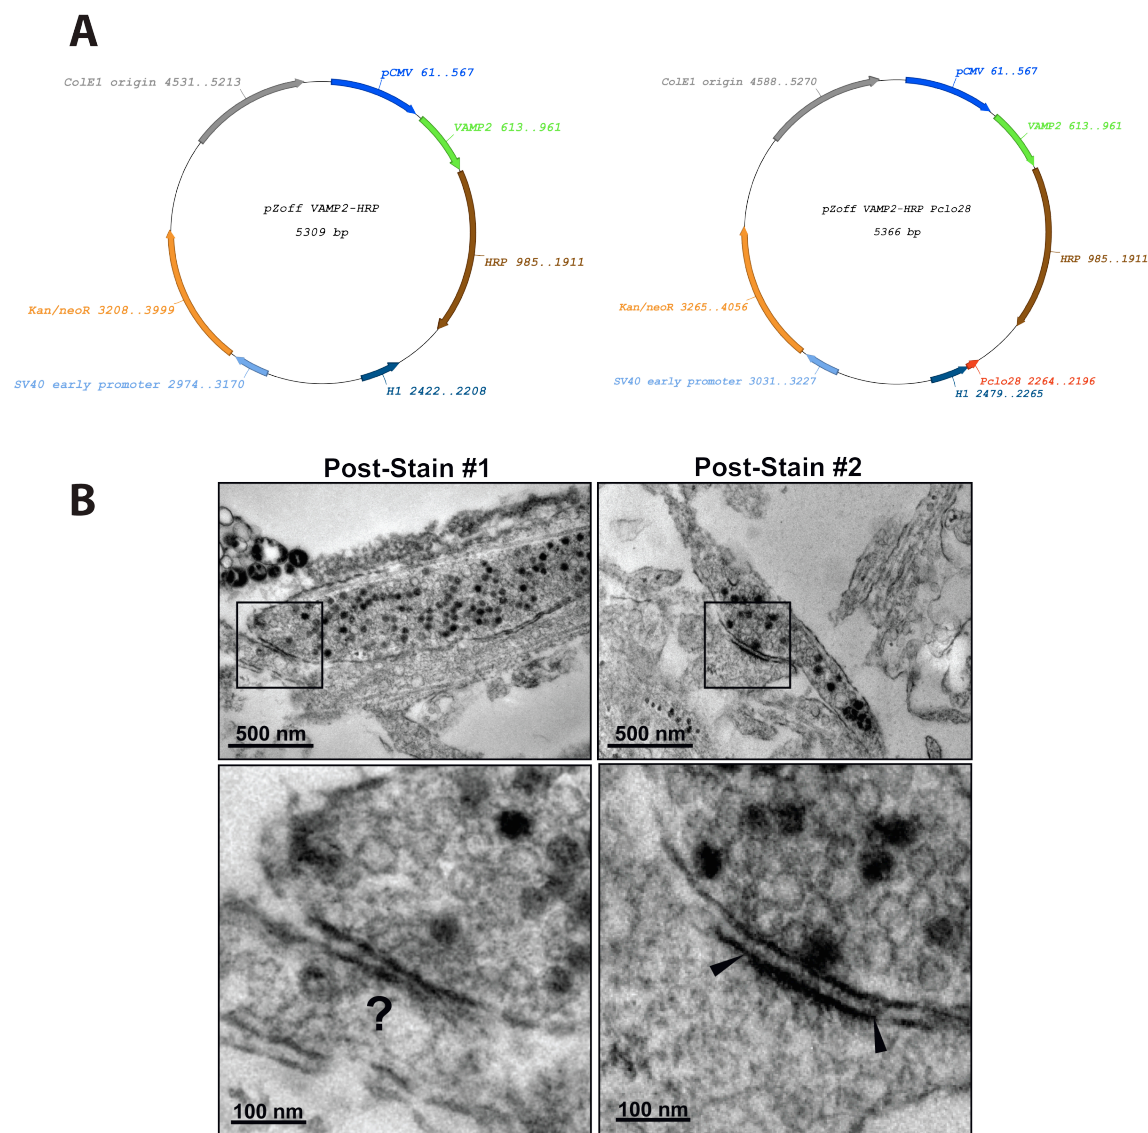 A
ColE1 origin 4531..5213
pCMV 61..567
VAMP2 613..961
pZoff VAMP2-HRP
5309 bp
HRP 985..1911
Kan/neoR 3208..3999
SV40 early promoter 2974..3170
H1 2422..2208
ColE1 origin 4588..5270
pCMV 61..567
VAMP2 613..961
pZoff VAMP2-HRP Pclo28
5366 bp
HRP 985..1911
Kan/neoR 3265..4056
SV40 early promoter 3031..3227
Pclo28 2264..2196
H1 2479..2265
B
Post-Stain #1
Post-Stain #2
500 nm
500 nm
?
100 nm
100 nm